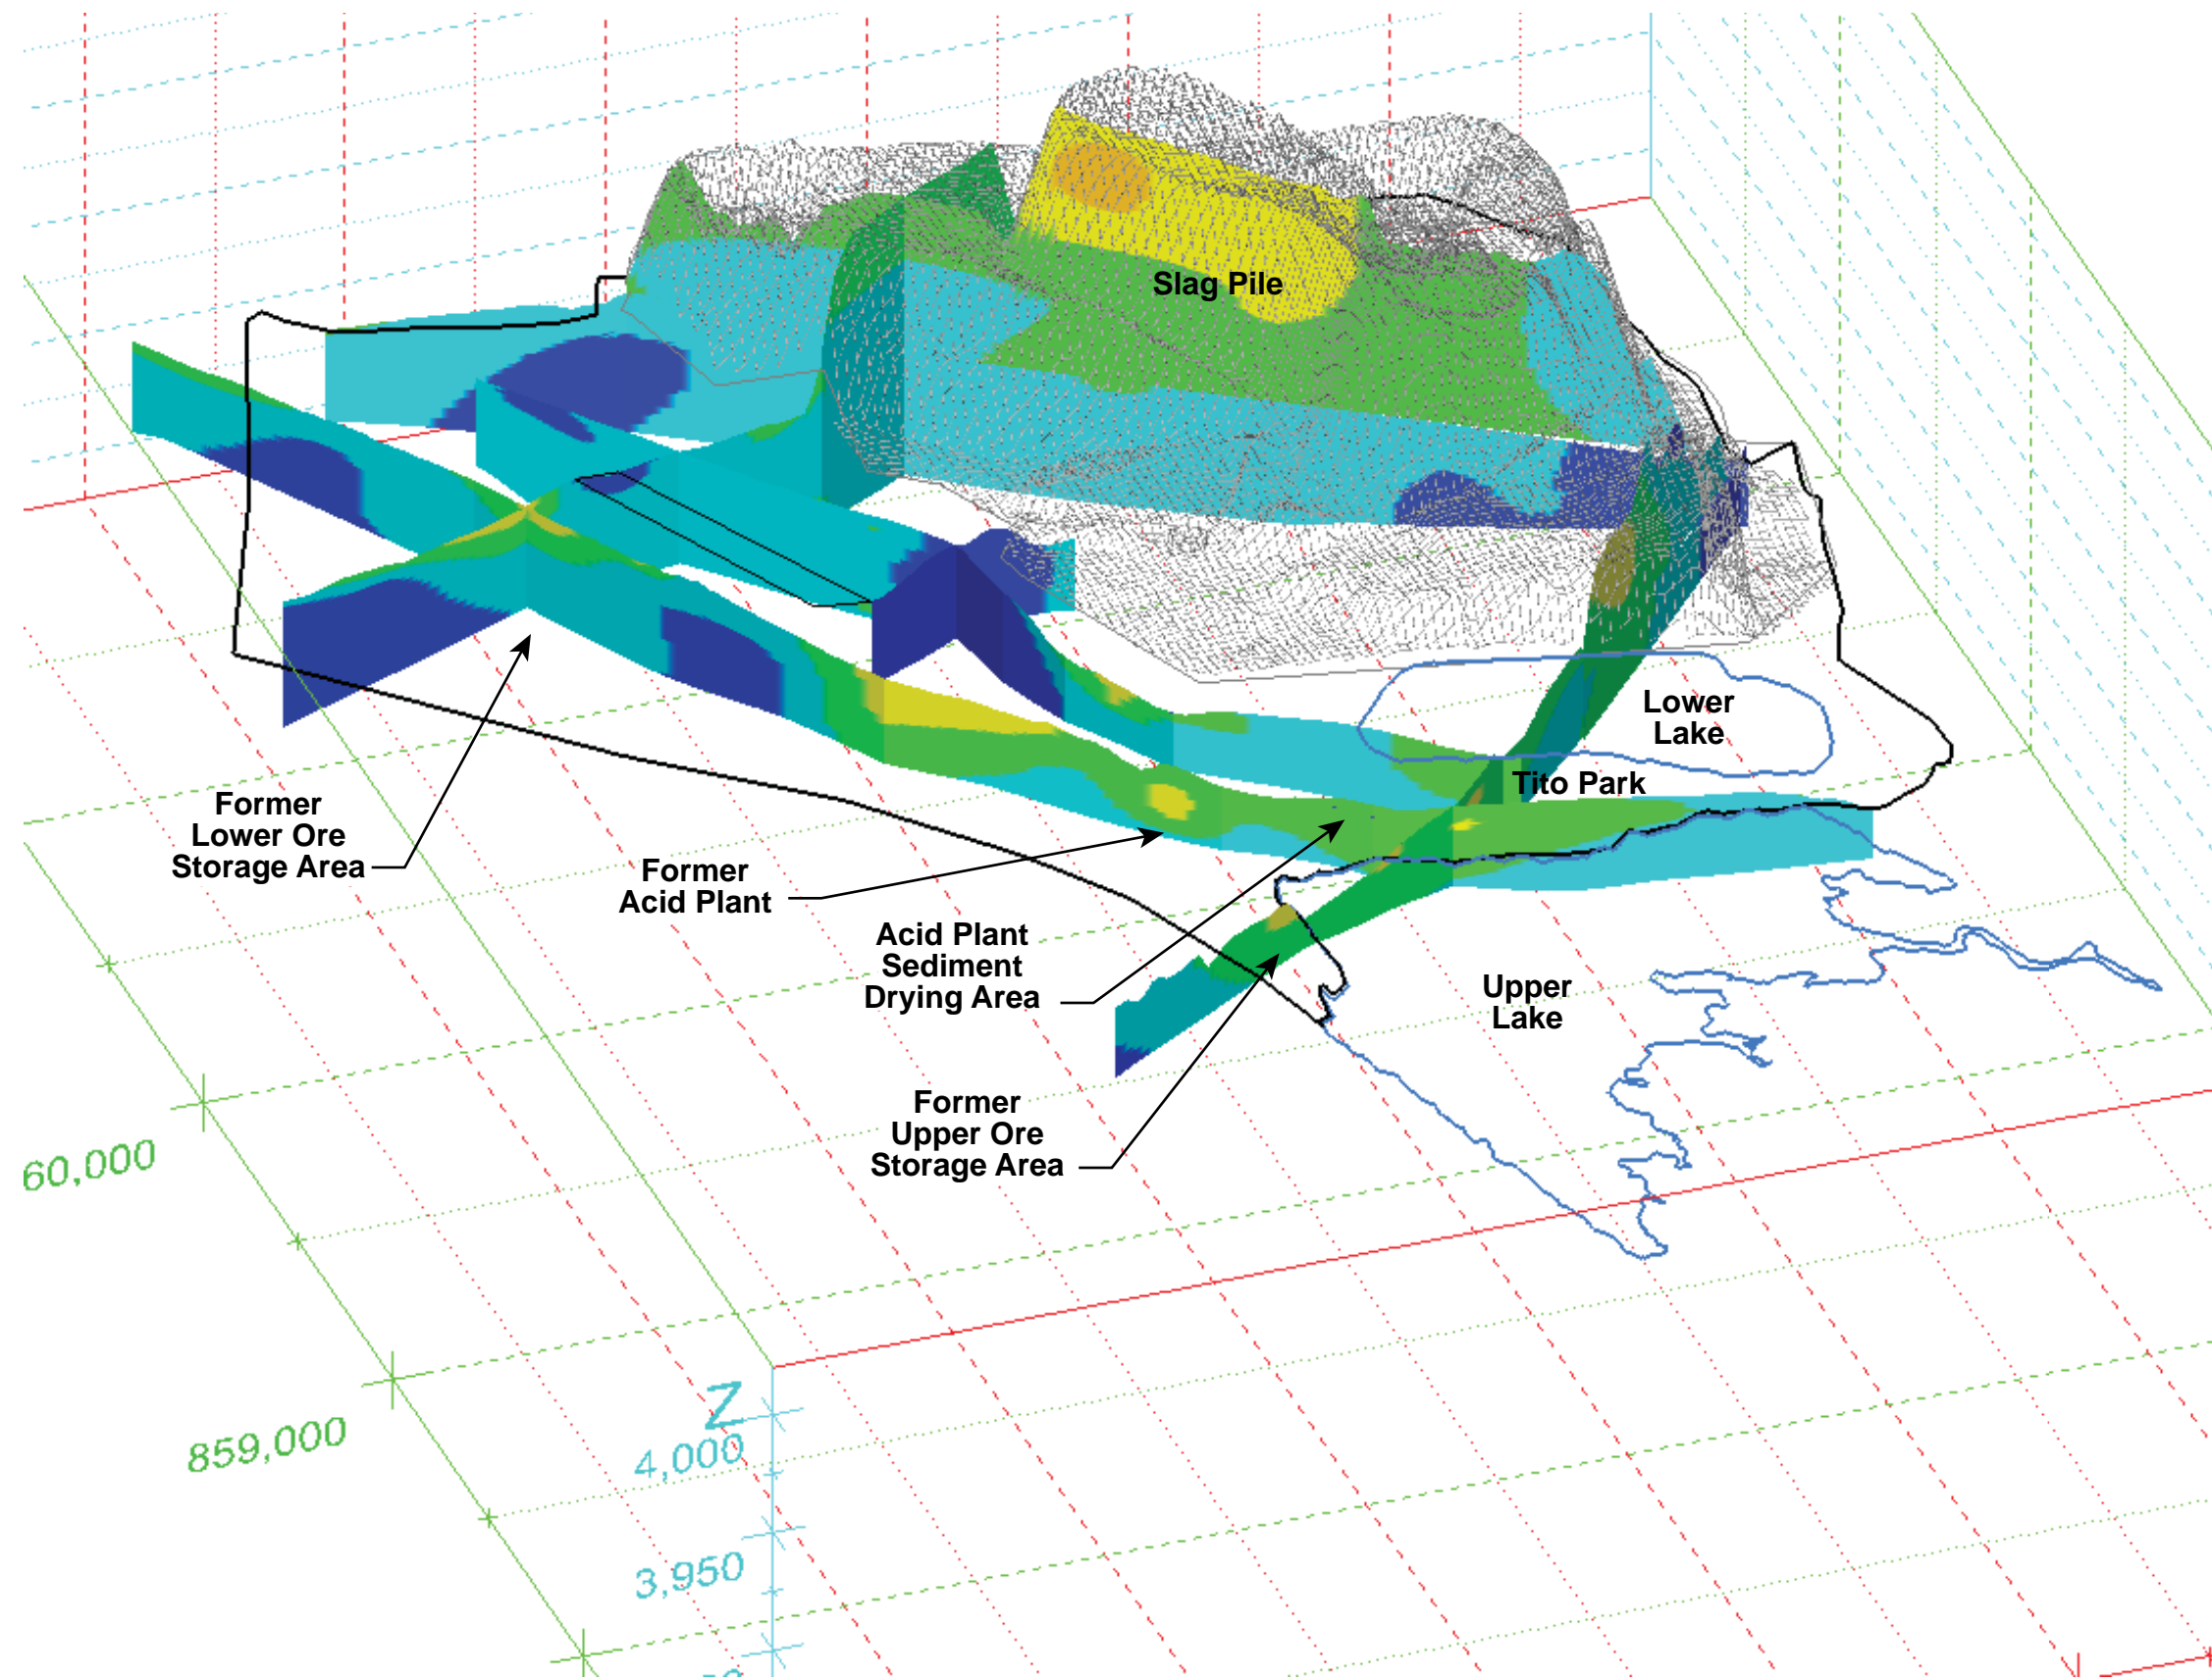 Slag Pile
Lower
Lake
Tito Park
Former
Lower Ore
Storage Area
Former
Acid Plant
Acid Plant
Sediment
Drying Area
Upper
Lake
Former
Upper Ore
Storage Area
60,000
859,000
Z
4,000
3,950